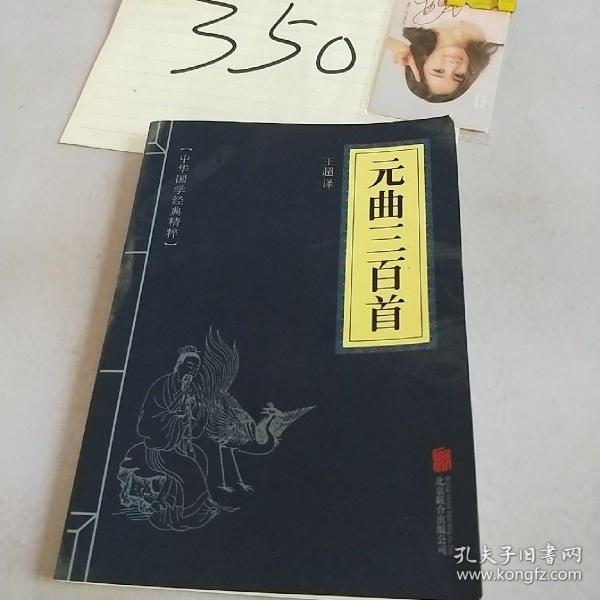 350
【中华国学经典精粹】
王超译
元曲三百首
北京联合出版公司
孔夫子旧书网
www.kongfz.com